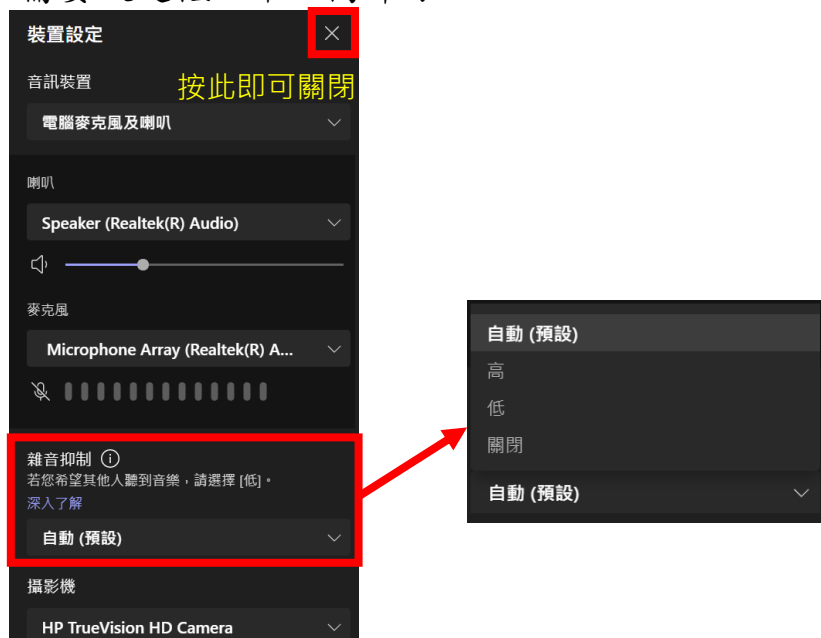 裝置設定
按此即可關閉
音訊裝置
電腦麥克風及喇叭
喇叭
Speaker (Realtek(R) Audio)
麥克風
Microphone Array (Realtek(R) A...
雜音抑制
若您希望其他人聽到音樂，請選擇 [低]。
深入了解
自動 (預設)
攝影機
HP TrueVision HD Camera
自動 (預設)
高
低
關閉
自動 (預設)